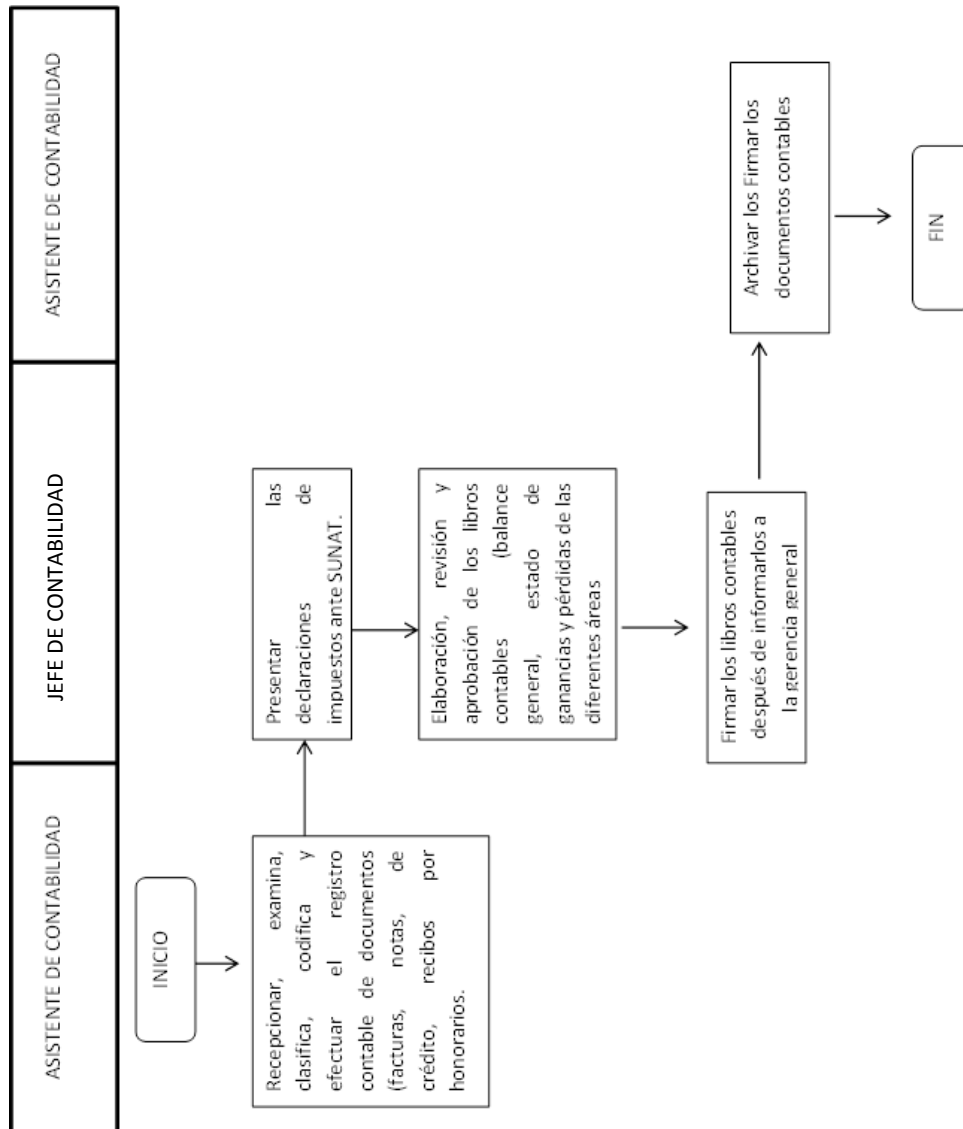 ASISTENTE DE CONTABILIDAD
JEFE DE CONTABILIDAD
ASISTENTE DE CONTABILIDAD
INICIO
Recepcionar, examina,
clasifica, codifica y
efectuar el registro
contable de documentos
(facturas, notas, de
crédito, recibos por
honorarios.
Presentar las
declaraciones de
impuestos ante SUNAT.
Elaboración, revisión y
aprobación de los libros
contables (balance
general, estado de
ganancias y pérdidas de las
diferentes áreas
Firmar los libros contables
después de informarlos a
la gerencia general
Archivar los Firmar los
documentos contables
FIN